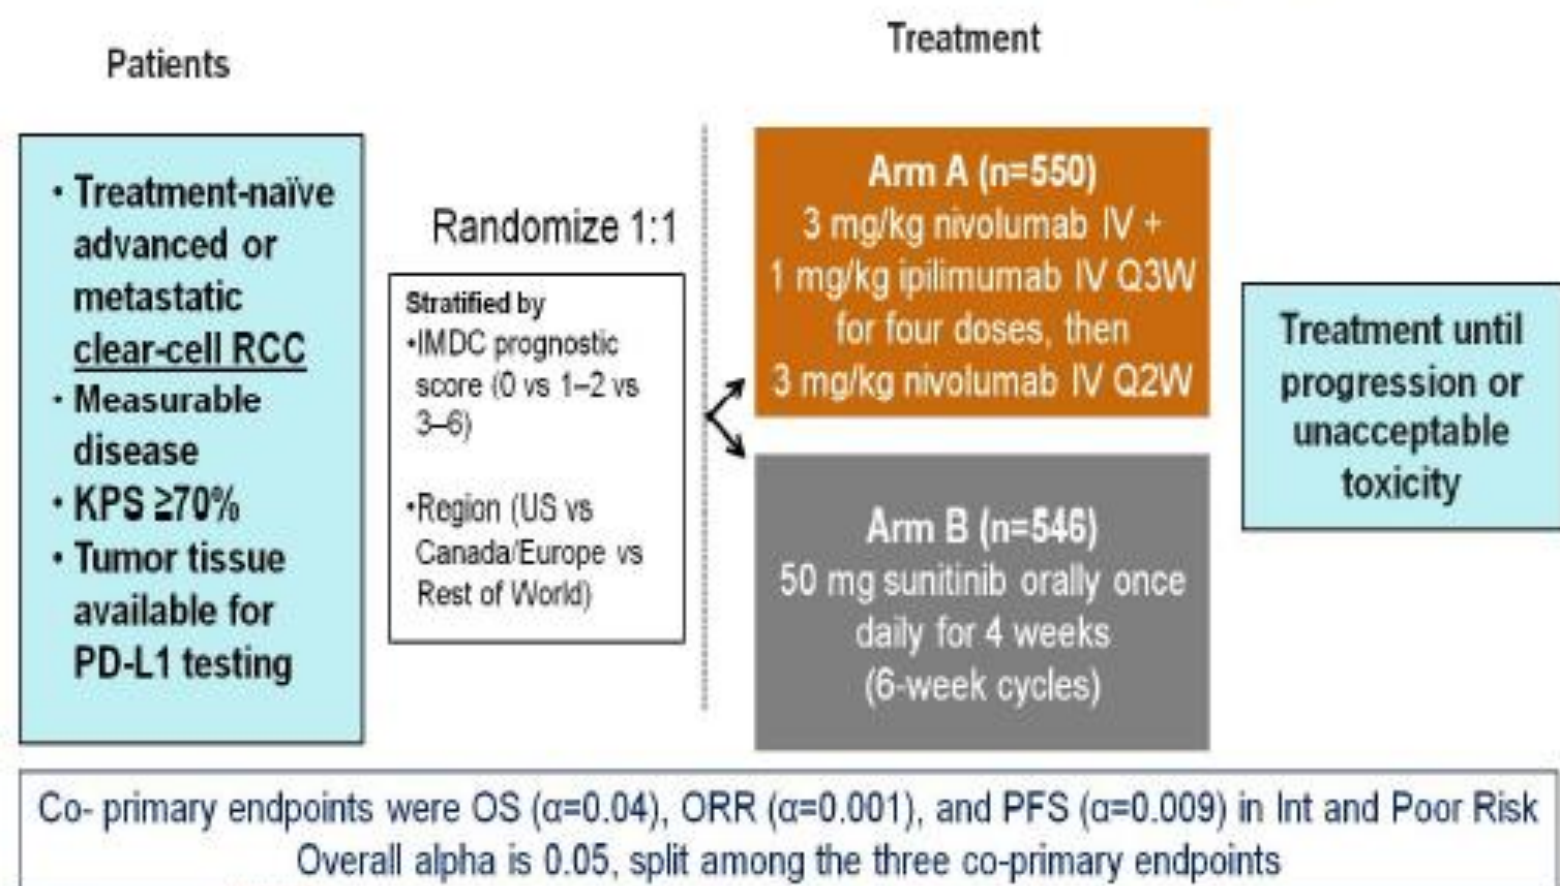 Patients
Treatment
• Treatment-naïve
advanced or
metastatic
clear-cell RCC
• Measurable
disease
• KPS ≥70%
• Tumor tissue
available for
PD-L1 testing
Randomize 1:1
Stratified by
•IMDC prognostic
score (0 vs 1–2 vs
3–6)
•Region (US vs
Canada/Europe vs
Rest of World)
Arm A (n=550)
3 mg/kg nivolumab IV +
1 mg/kg ipilimumab IV Q3W
for four doses, then
3 mg/kg nivolumab IV Q2W
Arm B (n=546)
50 mg sunitinib orally once
daily for 4 weeks
(6-week cycles)
Treatment until
progression or
unacceptable
toxicity
Co- primary endpoints were OS (α=0.04), ORR (α=0.001), and PFS (α=0.009) in Int and Poor Risk
Overall alpha is 0.05, split among the three co-primary endpoints